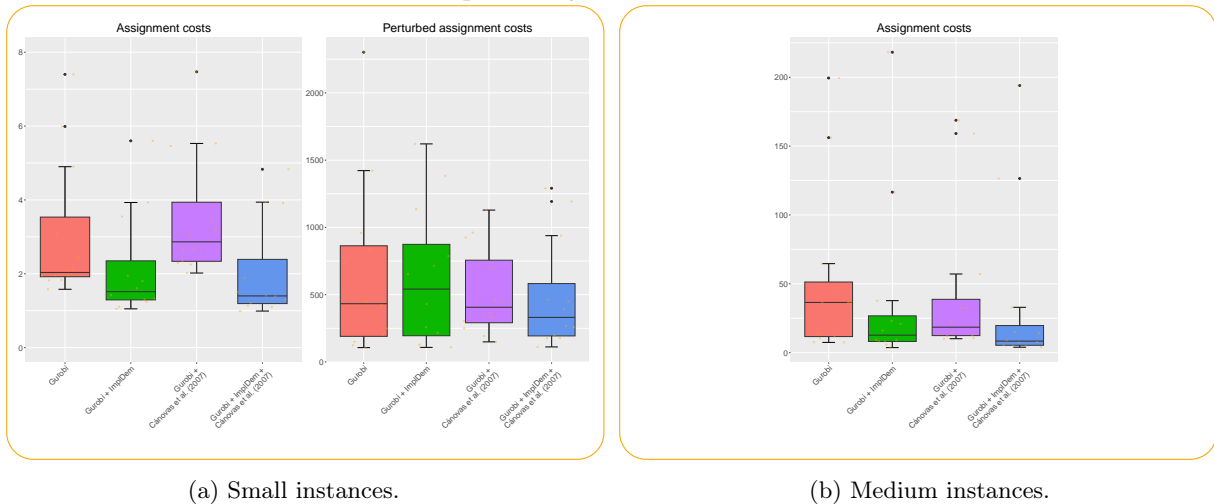 Assignment costs
8
6
4
2
0
Gurobi
Gurobi + ImplDem
Gurobi +
Cánovas et al. (2007)
Gurobi + ImplDem +
Cánovas et al. (2007)
Perturbed assignment costs
2000
1500
1000
500
0
Gurobi
Gurobi + ImplDem
Gurobi +
Cánovas et al. (2007)
Gurobi + ImplDem +
Cánovas et al. (2007)
Assignment costs
200
150
100
50
0
Gurobi
Gurobi + ImplDem
Gurobi +
Cánovas et al. (2007)
Gurobi + ImplDem +
Cánovas et al. (2007)
(a) Small instances.
(b) Medium instances.